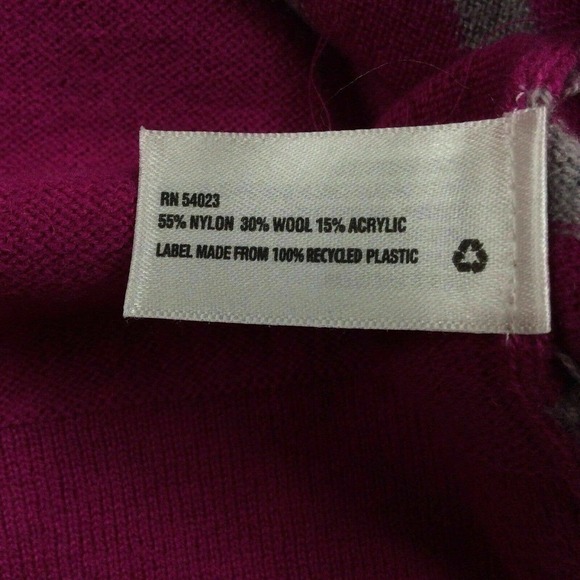 RN 54023
55% NYLON 30% WOOL 15% ACRYLIC
LABEL MADE FROM 100% RECYCLED PLASTIC